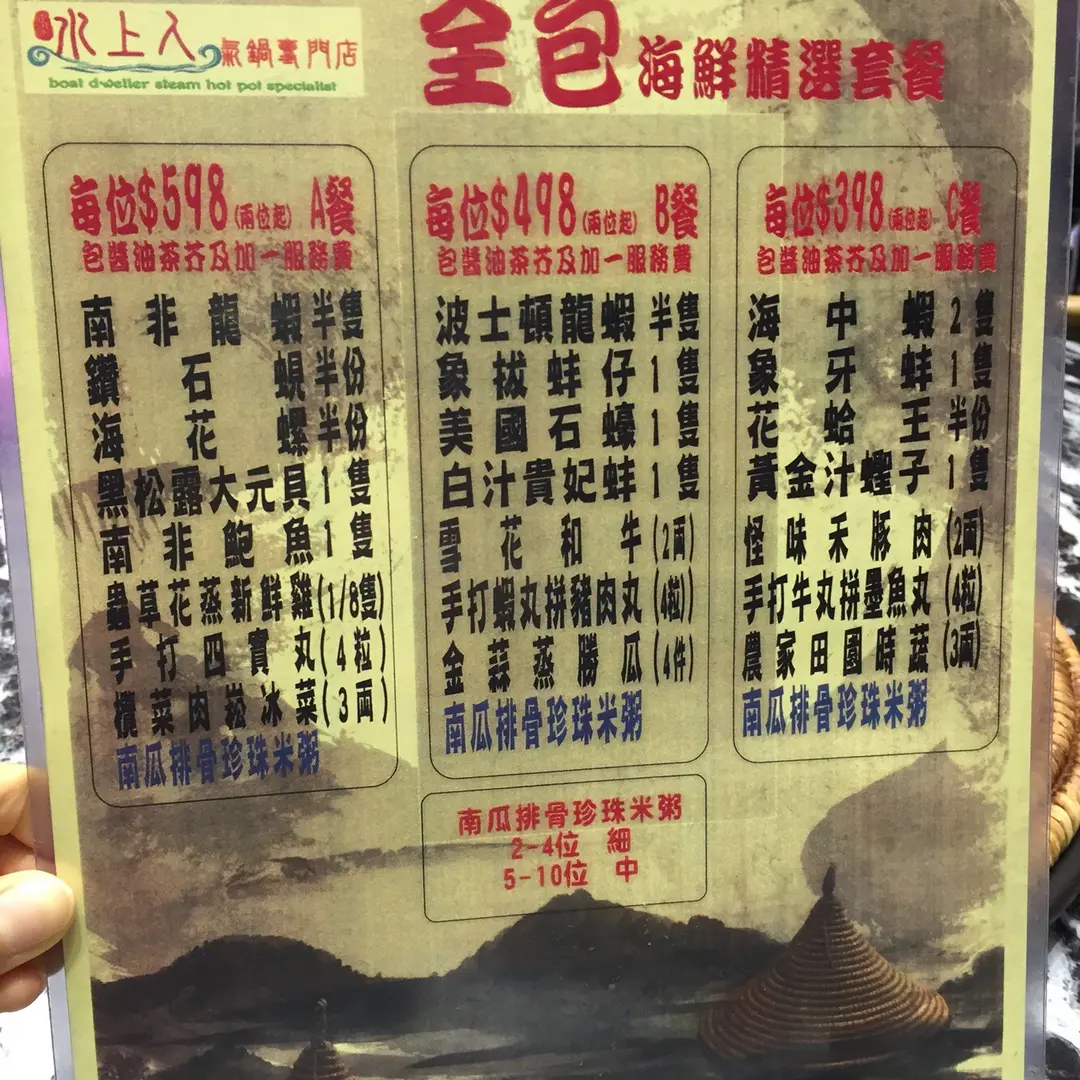 水上人 氣鍋專門店
boat dweller steam hot pot specialist
全包 海鮮精選套餐
每位$598(兩位起) A餐
包醬油茶芥及加一服務費
南非龍蝦半隻
鑽石蜆半份
海花螺半份
黑松露大元貝1隻
南非鮑魚1隻
蟲草花蒸新鮮雞(1/8隻)
手打四寶丸(4粒)
欖菜肉崧冰菜(3両)
南瓜排骨珍珠米粥
每位$498(兩位起) B餐
包醬油茶芥及加一服務費
波士頓龍蝦半隻
象拔蚌仔1隻
美國石蠔1隻
白汁貴妃蚌1隻
雪花和牛(2両)
手打蝦丸拼豬肉丸(4粒)
金蒜蒸勝瓜(4件)
南瓜排骨珍珠米粥
每位$398(兩位起) C餐
包醬油茶芥及加一服務費
海中蝦2隻
象牙蚌1隻
花蛤王半份
黃金汁蟶子1隻
怪味禾豚肉(2両)
手打牛丸拼墨魚丸(4粒)
農家田園時蔬(3両)
南瓜排骨珍珠米粥
南瓜排骨珍珠米粥
2-4位 細
5-10位 中